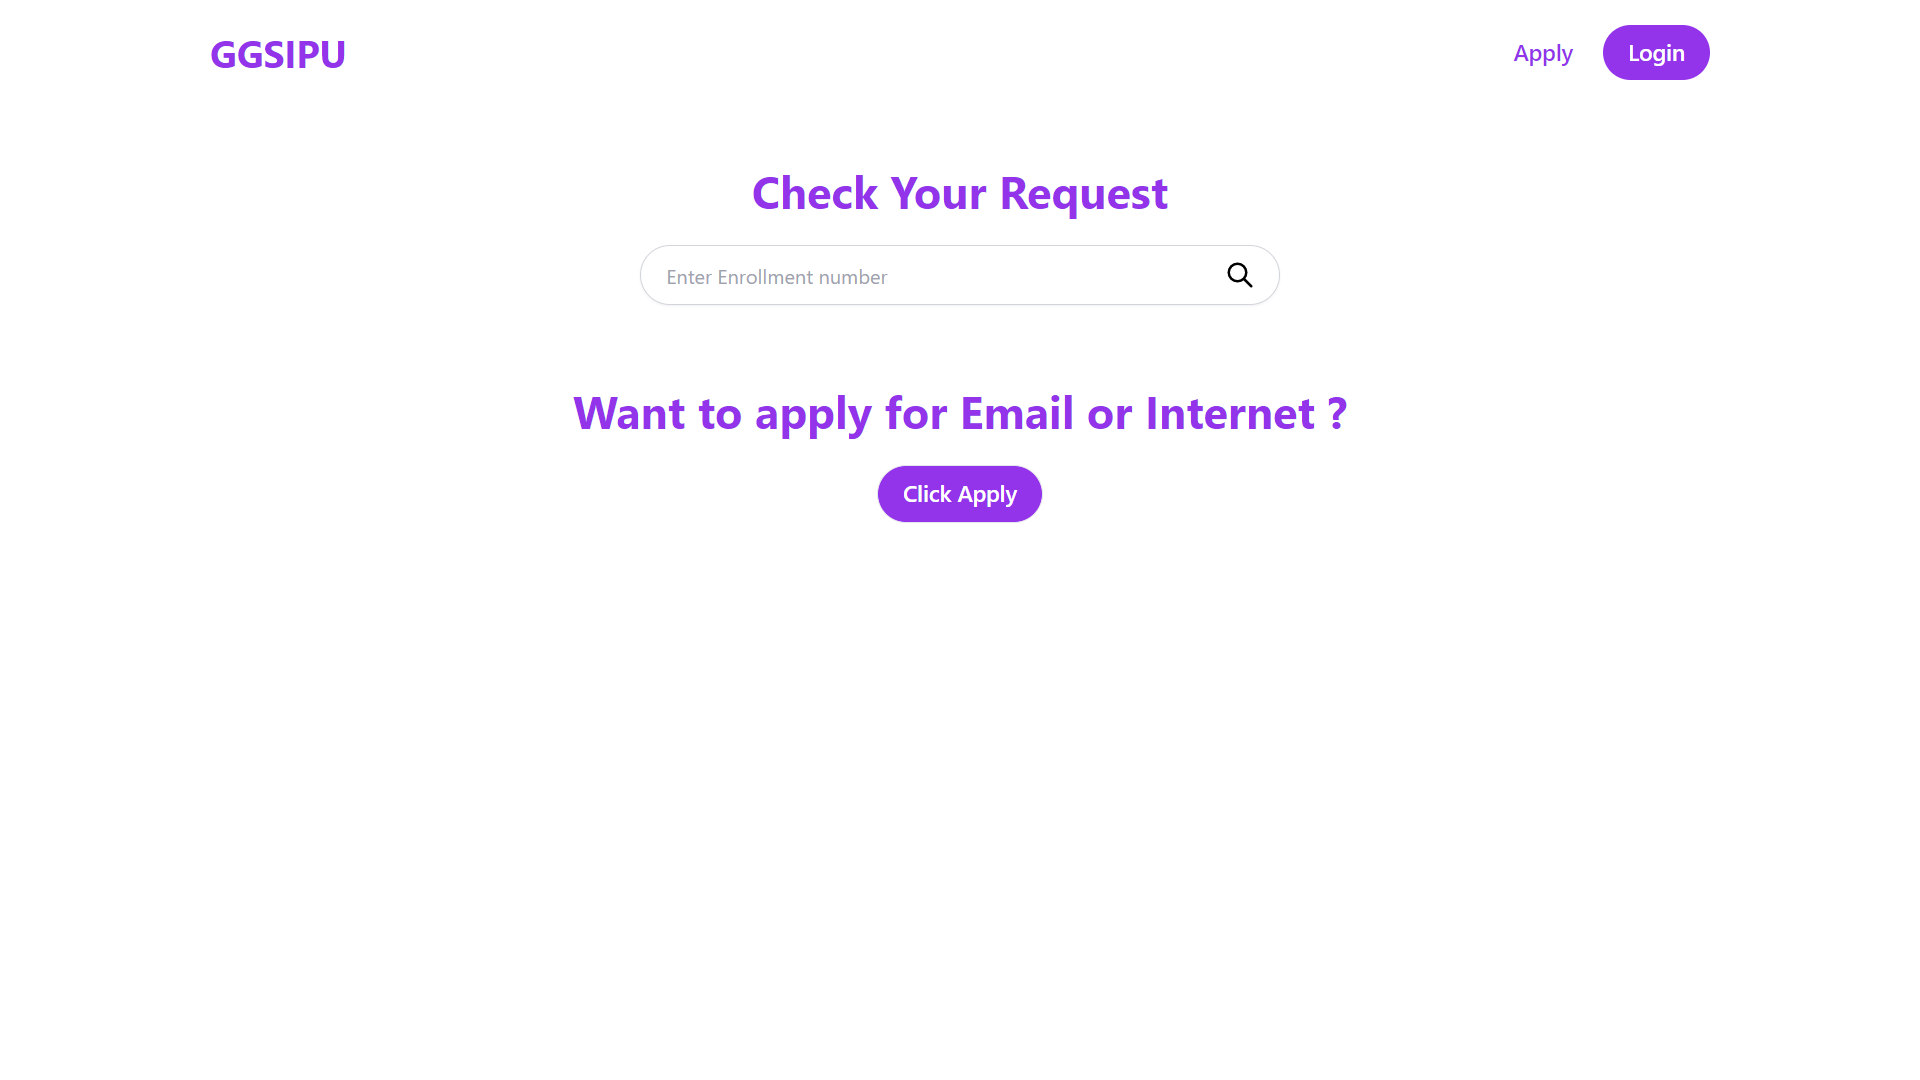 GGSIPU
Apply
Login
Check Your Request
Enter Enrollment number
Want to apply for Email or Internet ?
Click Apply